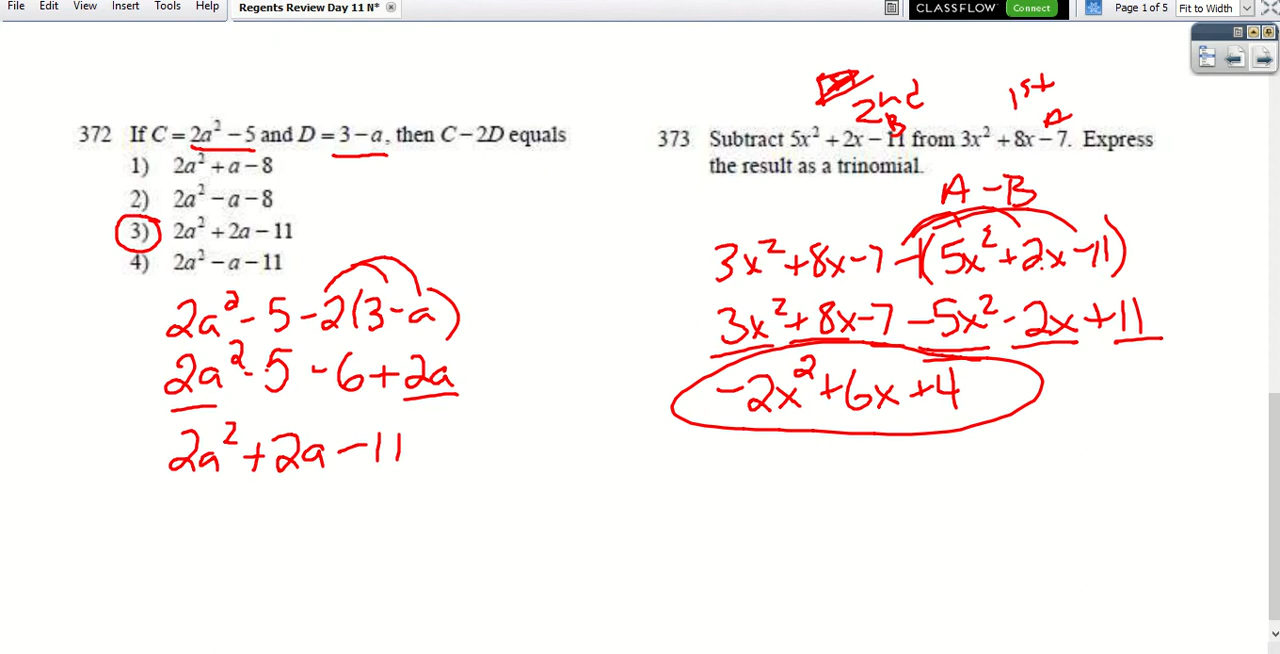 File Edit View Insert Tools Help Regents Review Day 11 N* CLASSFLOW Connect Page 1 of 5 Fit to Width
372 If C = 2a² – 5 and D = 3 – a, then C – 2D equals
1) 2a² + a – 8
2) 2a² – a – 8
3) 2a² + 2a – 11
4) 2a² – a – 11
2a² - 5 - 2(3 - a)
2a² - 5 - 6 + 2a
2a² + 2a - 11
2nd 1st
B A
373 Subtract 5x² + 2x – 11 from 3x² + 8x – 7. Express
the result as a trinomial.
A - B
3x² + 8x - 7 - 1(5x² + 2x - 11)
3x² + 8x - 7 - 5x² - 2x + 11
-2x² + 6x + 4